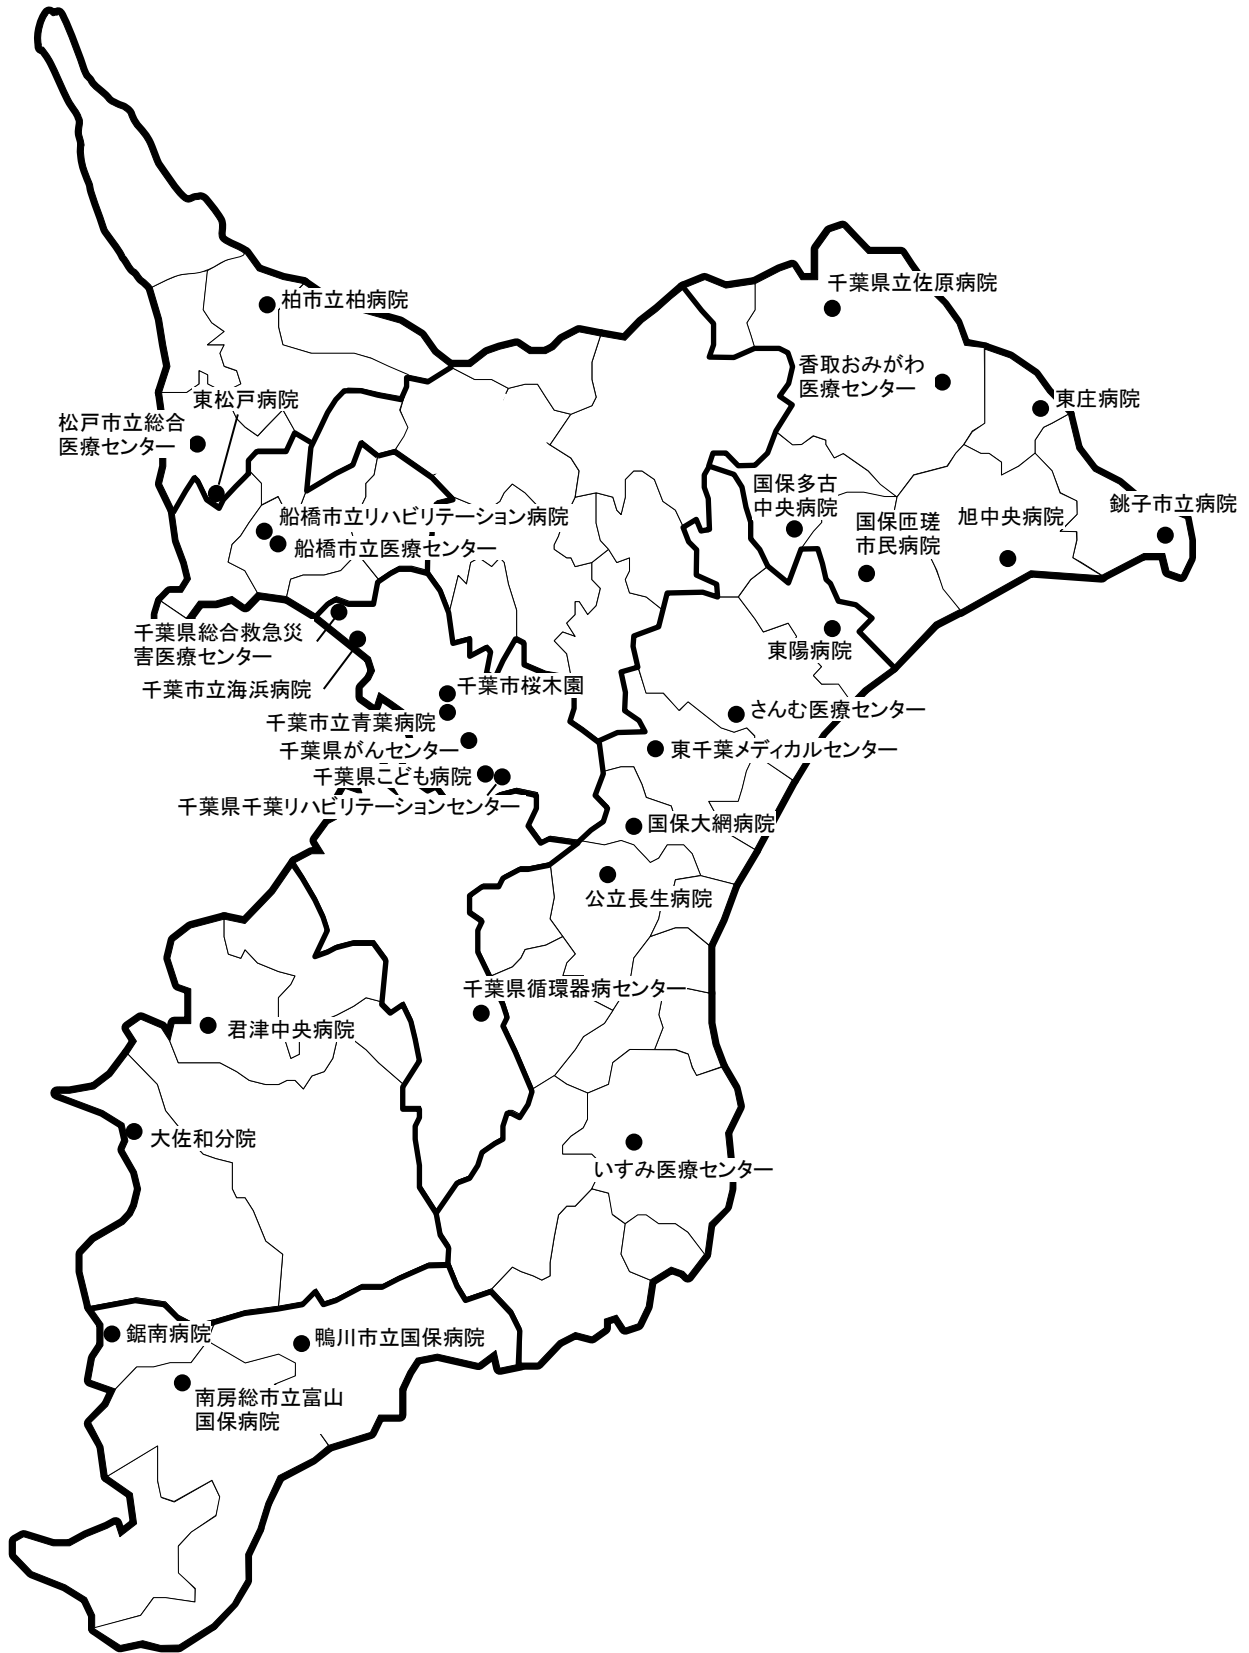 千葉県立佐原病院
柏市立柏病院
香取おみがわ
医療センター
東庄病院
東松戸病院
松戸市立総合
医療センター
国保多古
中央病院
銚子市立病院
国保匝瑳
市民病院
旭中央病院
船橋市立リハビリテーション病院
船橋市立医療センター
千葉県総合救急災
害医療センター
東陽病院
千葉市立海浜病院
千葉市桜木園
さんむ医療センター
千葉市立青葉病院
千葉県がんセンター
東千葉メディカルセンター
千葉県こども病院
千葉県千葉リハビリテーションセンター
国保大網病院
公立長生病院
千葉県循環器病センター
君津中央病院
大佐和分院
いすみ医療センター
鋸南病院
鴨川市立国保病院
南房総市立富山
国保病院